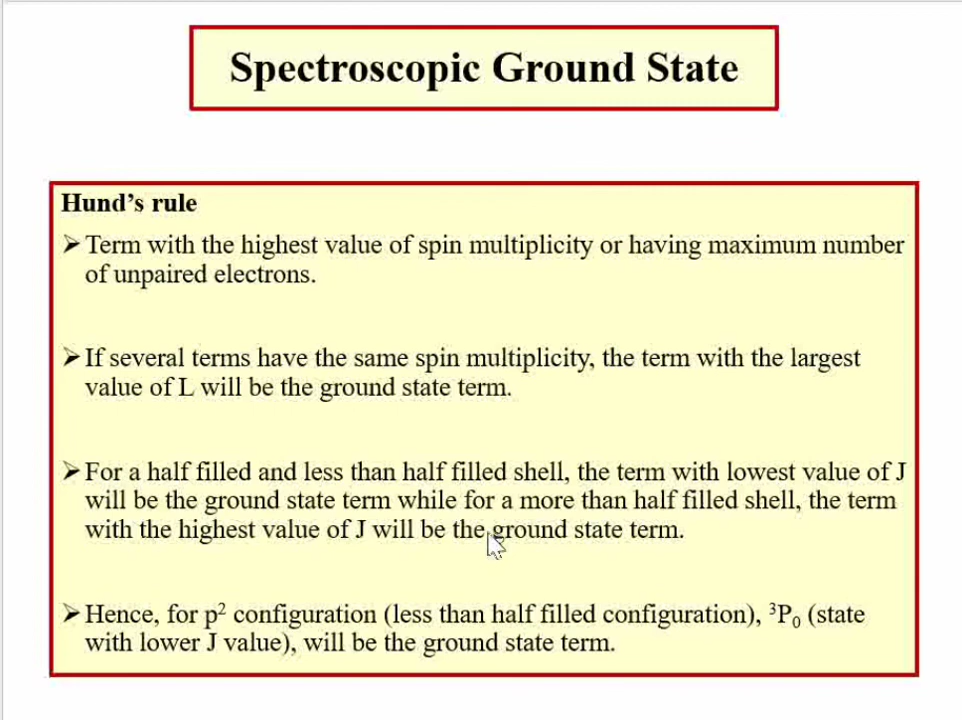 Spectroscopic Ground State
Hund's rule
➤ Term with the highest value of spin multiplicity or having maximum number
of unpaired electrons.
➤ If several terms have the same spin multiplicity, the term with the largest
value of L will be the ground state term.
➤ For a half filled and less than half filled shell, the term with lowest value of J
will be the ground state term while for a more than half filled shell, the term
with the highest value of J will be the ground state term.
➤ Hence, for p² configuration (less than half filled configuration), ³P₀ (state
with lower J value), will be the ground state term.